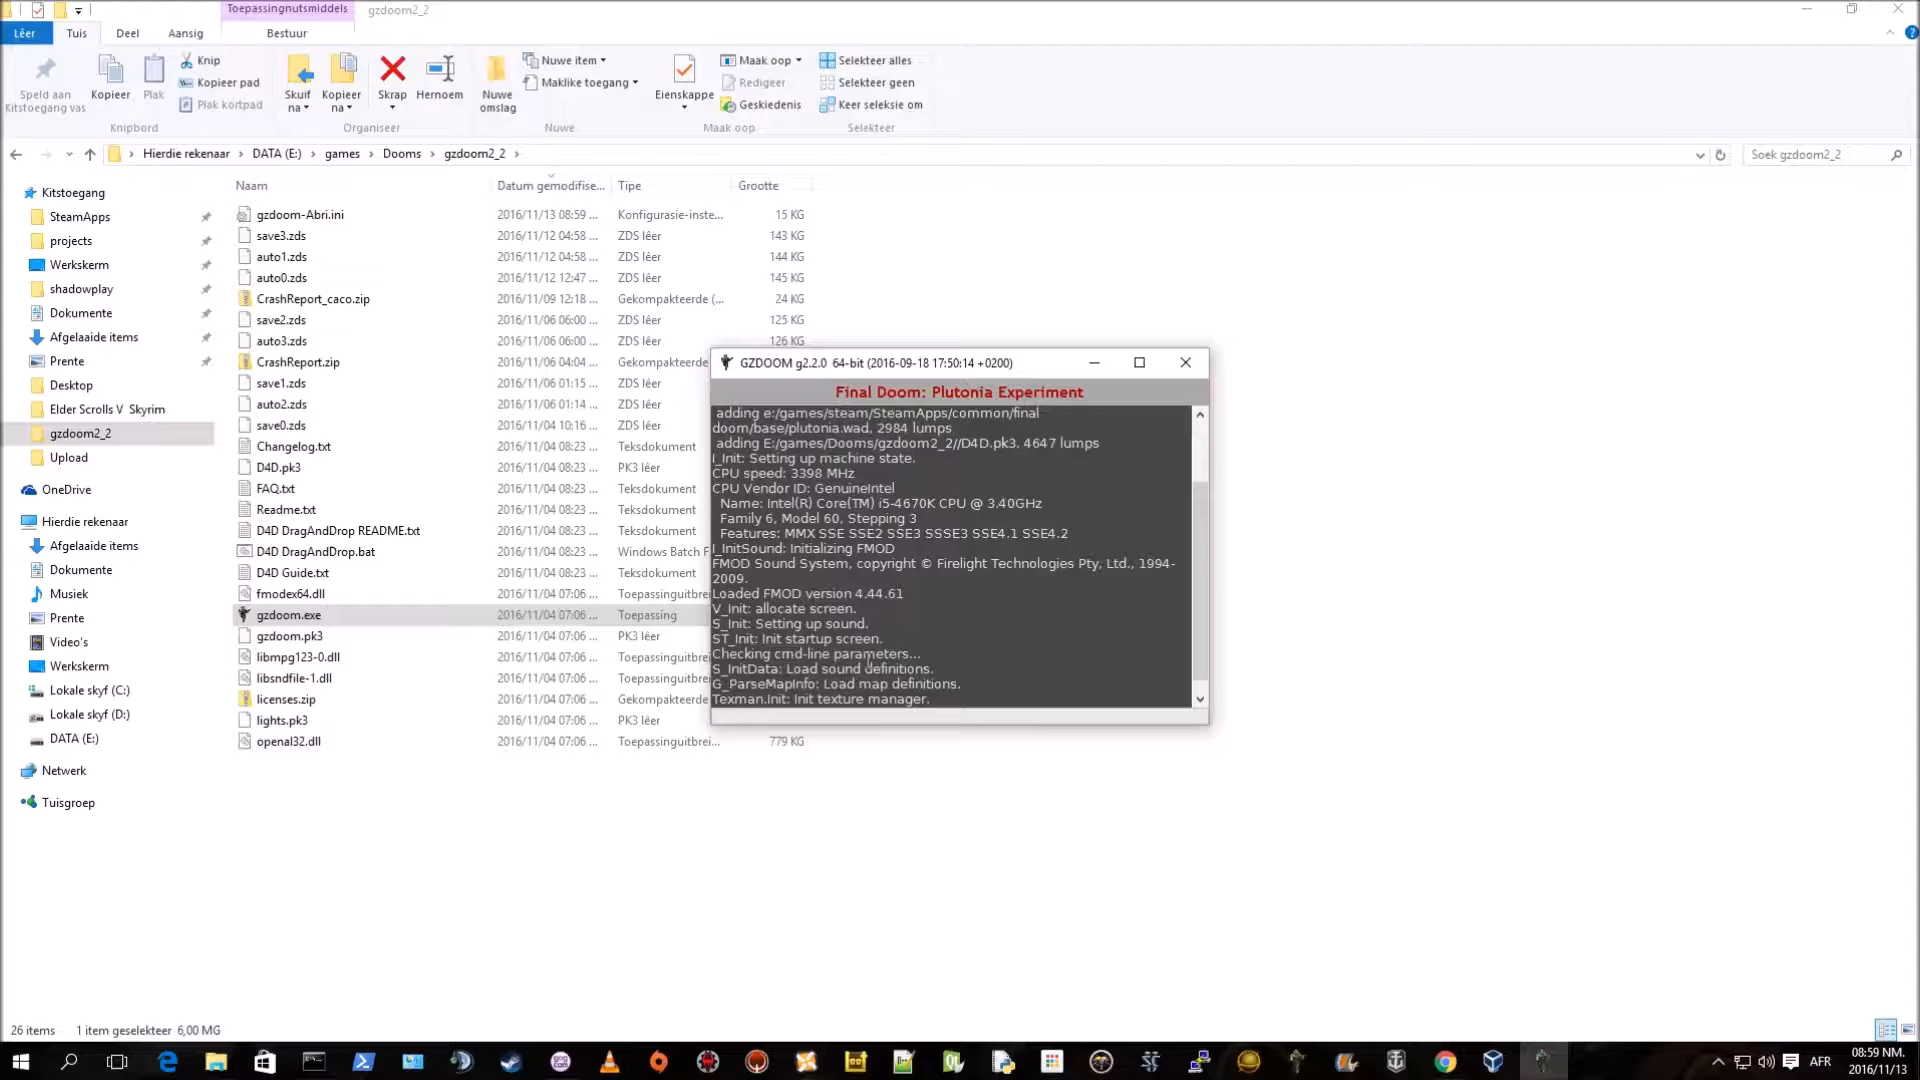 Toepassingnutsmiddels
gzdoom2_2
Lêer
Tuis
Deel
Aansig
Bestuur
Speld aan
Kitstoegang vas
Kopieer
Plak
Knip
Kopieer pad
Plak kortpad
Knipbord
Skuif
na
Kopieer
na
Skrap
Hernoem
Organiseer
Nuwe
omslag
Nuwe item
Maklike toegang
Nuwe
Eienskappe
Maak oop
Redigeer
Geskiedenis
Maak oop
Selekteer alles
Selekteer geen
Keer seleksie om
Selekteer
Hierdie rekenaar > DATA (E:) > games > Dooms > gzdoom2_2 >
Soek gzdoom2_2
Kitstoegang
SteamApps
projects
Werkskerm
shadowplay
Dokumente
Afgelaaide items
Prente
Desktop
Elder Scrolls V Skyrim
gzdoom2_2
Upload
OneDrive
Hierdie rekenaar
Afgelaaide items
Dokumente
Musiek
Prente
Video's
Werkskerm
Lokale skyf (C:)
Lokale skyf (D:)
DATA (E:)
Netwerk
Tuisgroep
Naam Datum gemodifise... Tipe Grootte
gzdoom-Abri.ini 2016/11/13 08:59 ... Konfigurasie-inste... 15 KG
save3.zds 2016/11/12 04:58 ... ZDS lêer 143 KG
auto1.zds 2016/11/12 04:58 ... ZDS lêer 144 KG
auto0.zds 2016/11/12 12:47 ... ZDS lêer 145 KG
CrashReport_caco.zip 2016/11/09 12:18 ... Gekompakteerde (... 24 KG
save2.zds 2016/11/06 06:00 ... ZDS lêer 125 KG
auto3.zds 2016/11/06 06:00 ... ZDS lêer 126 KG
CrashReport.zip 2016/11/06 04:04 ... Gekompakteerde
save1.zds 2016/11/06 01:15 ... ZDS lêer
auto2.zds 2016/11/06 01:14 ... ZDS lêer
save0.zds 2016/11/04 10:16 ... ZDS lêer
Changelog.txt 2016/11/04 08:23 ... Teksdokument
D4D.pk3 2016/11/04 08:23 ... PK3 lêer
FAQ.txt 2016/11/04 08:23 ... Teksdokument
Readme.txt 2016/11/04 08:23 ... Teksdokument
D4D DragAndDrop README.txt 2016/11/04 08:23 ... Teksdokument
D4D DragAndDrop.bat 2016/11/04 08:23 ... Windows Batch F
D4D Guide.txt 2016/11/04 08:23 ... Teksdokument
fmodex64.dll 2016/11/04 07:06 ... Toepassinguitbrei
gzdoom.exe 2016/11/04 07:06 ... Toepassing
gzdoom.pk3 2016/11/04 07:06 ... PK3 lêer
libmpg123-0.dll 2016/11/04 07:06 ... Toepassinguitbrei
libsndfile-1.dll 2016/11/04 07:06 ... Toepassinguitbrei
licenses.zip 2016/11/04 07:06 ... Gekompakteerde
lights.pk3 2016/11/04 07:06 ... PK3 lêer
openal32.dll 2016/11/04 07:06 ... Toepassinguitbrei... 779 KG
GZDOOM g2.2.0 64-bit (2016-09-18 17:50:14 +0200)
Final Doom: Plutonia Experiment
adding e:/games/steam/SteamApps/common/final
doom/base/plutonia.wad, 2984 lumps
adding E:/games/Dooms/gzdoom2_2//D4D.pk3, 4647 lumps
I_Init: Setting up machine state.
CPU speed: 3398 MHz
CPU Vendor ID: GenuineIntel
Name: Intel(R) Core(TM) i5-4670K CPU @ 3.40GHz
Family 6, Model 60, Stepping 3
Features: MMX SSE SSE2 SSE3 SSSE3 SSE4.1 SSE4.2
I_InitSound: Initializing FMOD
FMOD Sound System, copyright © Firelight Technologies Pty, Ltd., 1994-
2009.
Loaded FMOD version 4.44.61
V_Init: allocate screen.
S_Init: Setting up sound.
ST_Init: Init startup screen.
Checking cmd-line parameters...
S_InitData: Load sound definitions.
G_ParseMapInfo: Load map definitions.
Texman.Init: Init texture manager.
26 items 1 item geselekteer 6,00 MG
AFR
08:59 NM.
2016/11/13